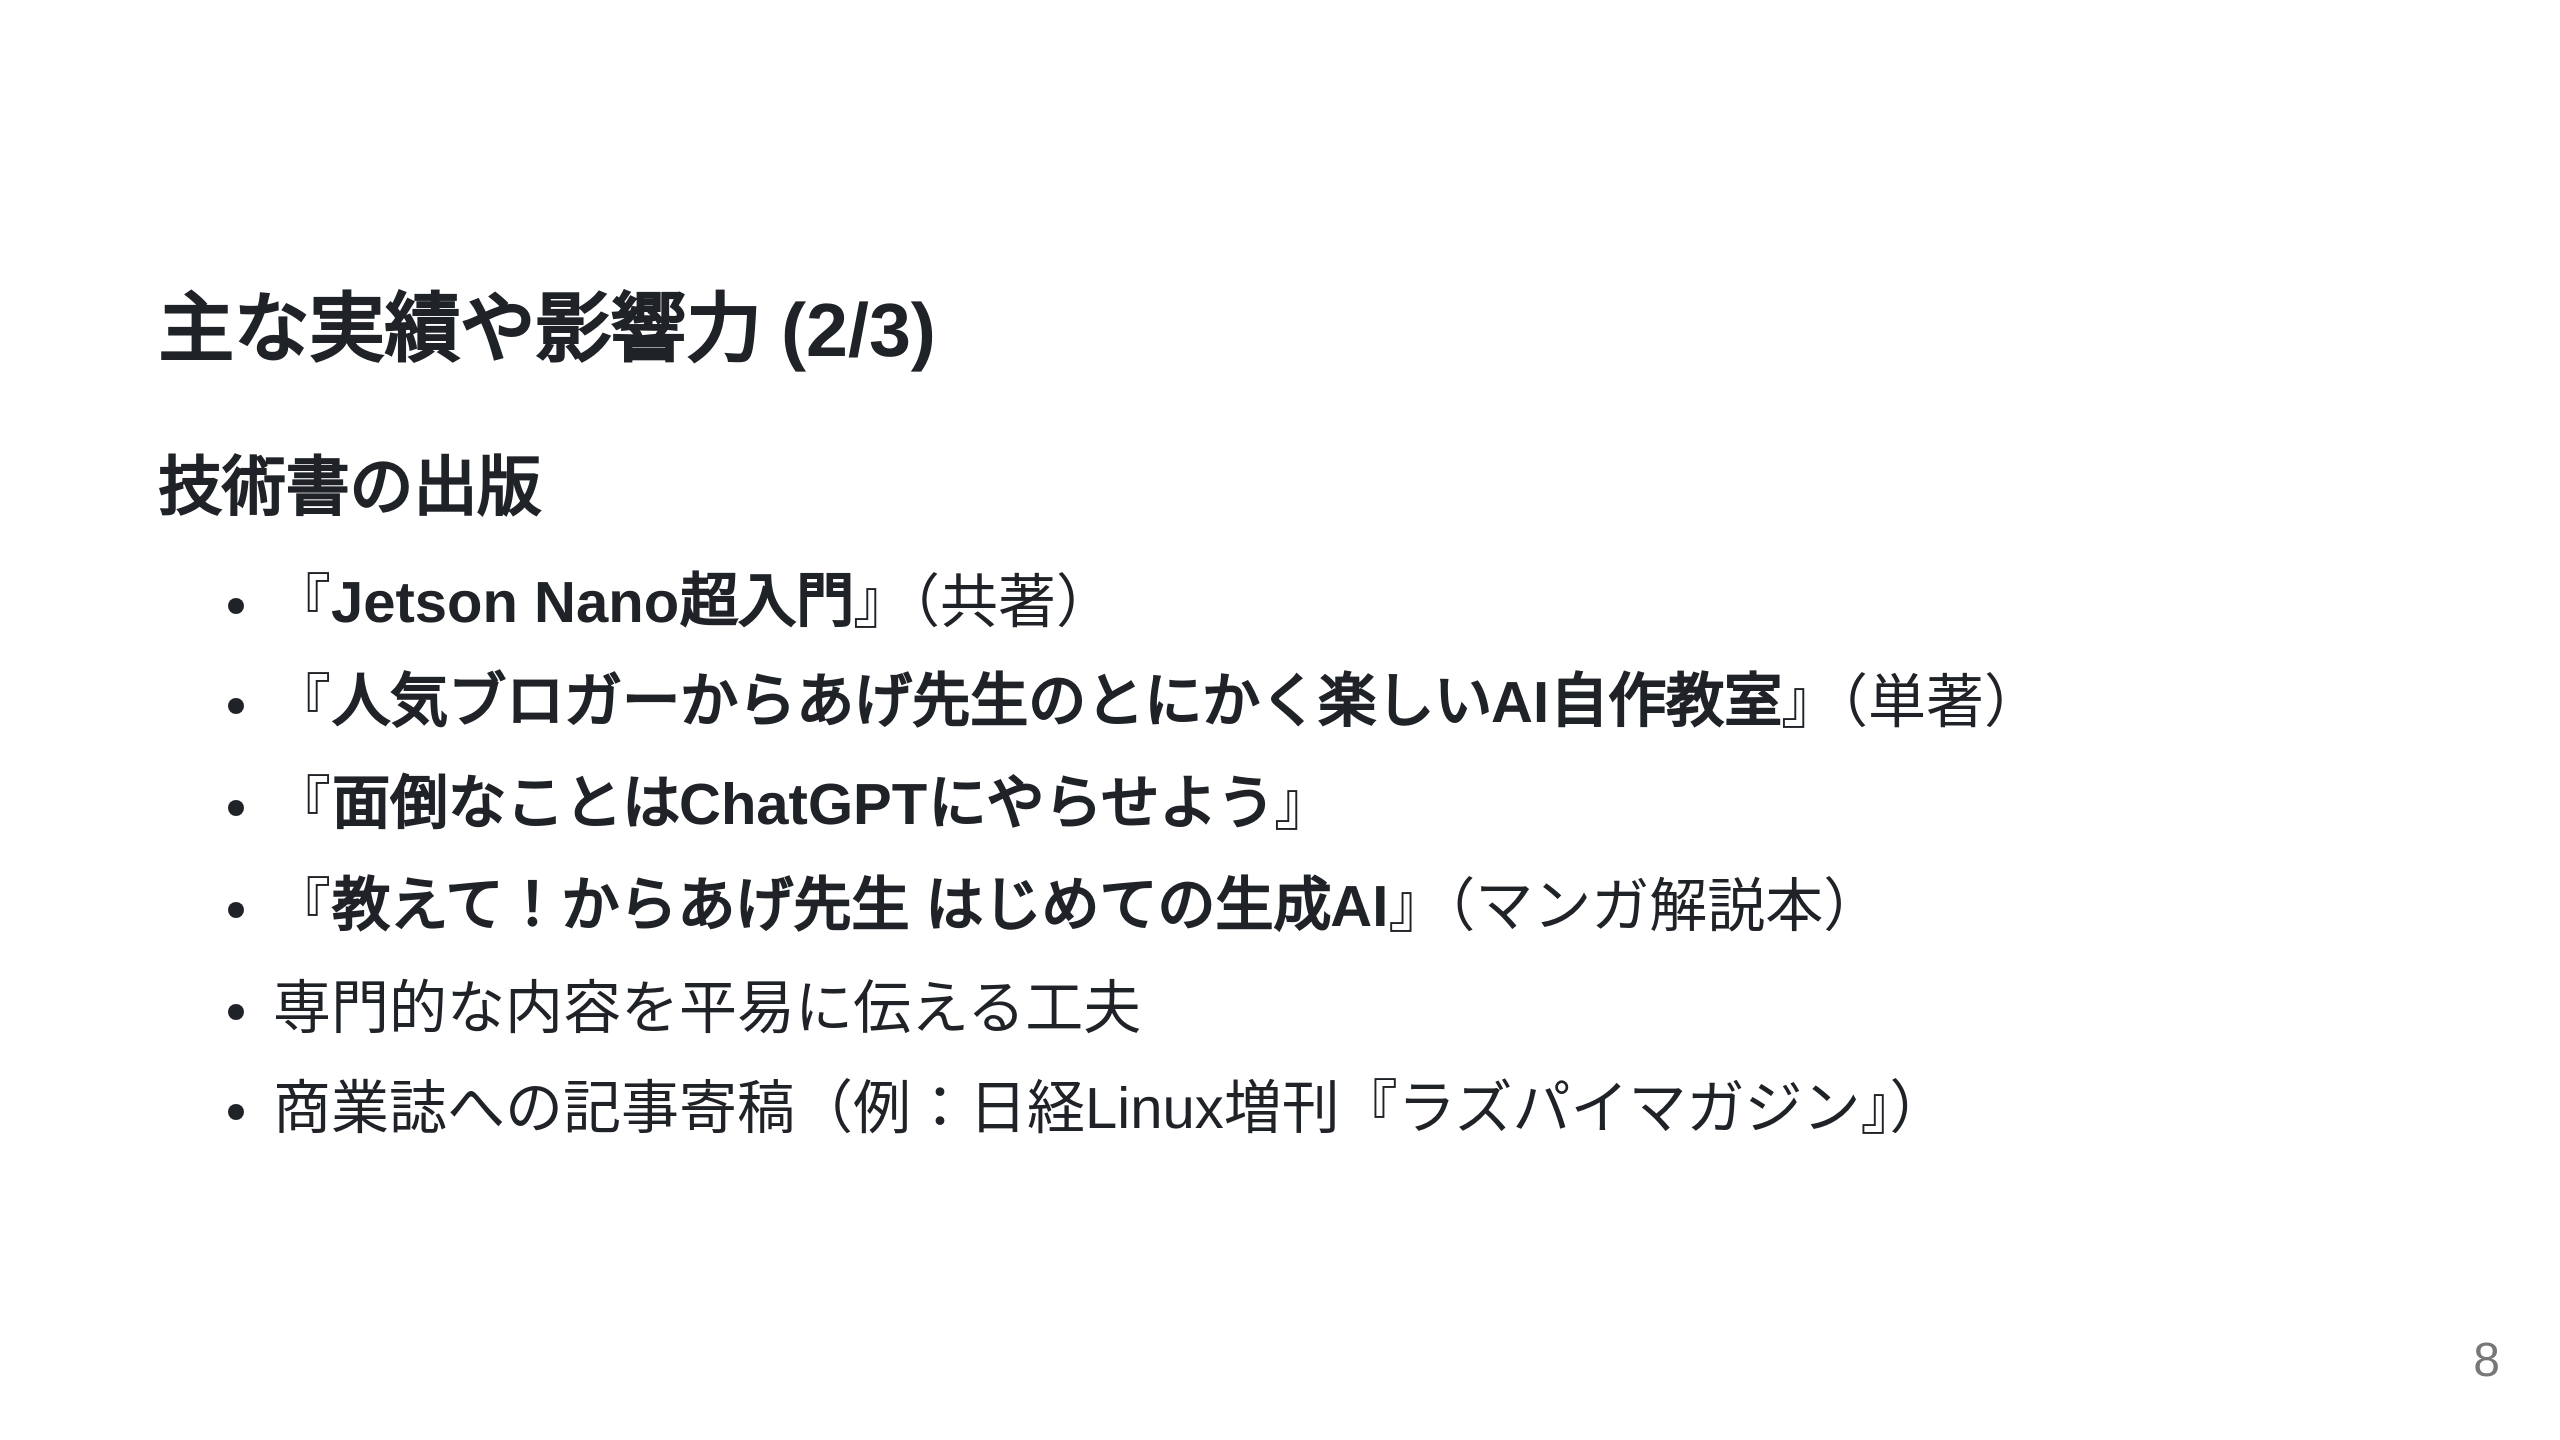 主な実績や影響力 (2/3)
技術書の出版
• 『Jetson Nano超入門』（共著）
• 『人気ブロガーからあげ先生のとにかく楽しいAI自作教室』（単著）
• 『面倒なことはChatGPTにやらせよう』
• 『教えて！からあげ先生 はじめての生成AI』（マンガ解説本）
• 専門的な内容を平易に伝える工夫
• 商業誌への記事寄稿（例：日経Linux増刊『ラズパイマガジン』）
8